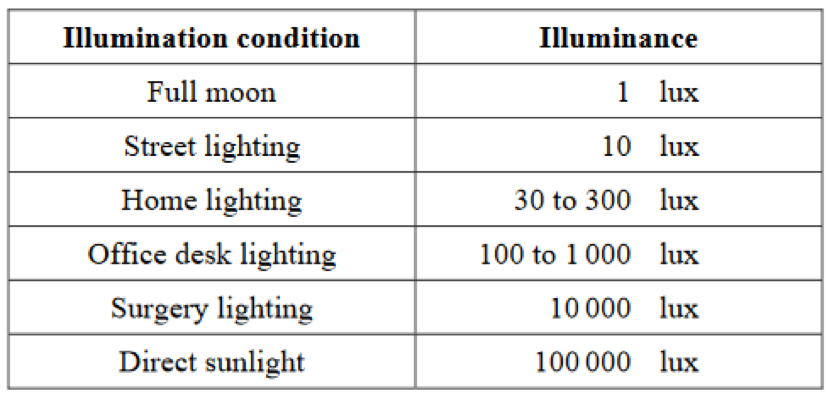 Illumination condition Illuminance
Full moon 1 lux
Street lighting 10 lux
Home lighting 30 to 300 lux
Office desk lighting 100 to 1 000 lux
Surgery lighting 10 000 lux
Direct sunlight 100 000 lux